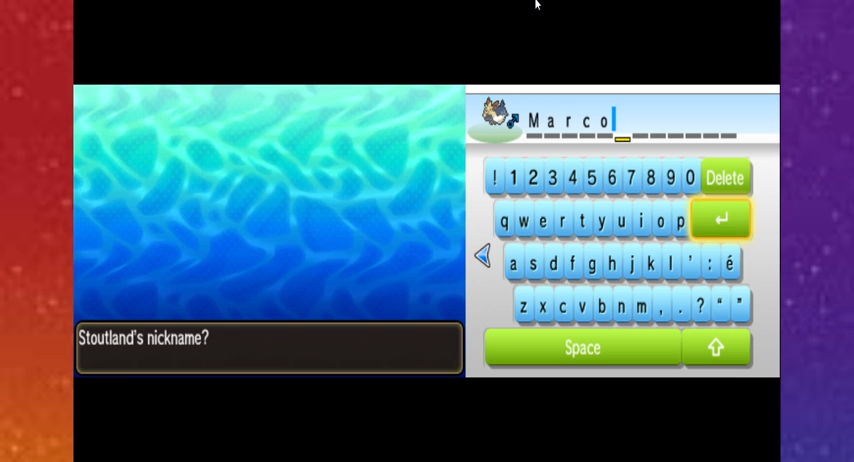 Marco
! 1 2 3 4 5 6 7 8 9 0 Delete
q w e r t y u i o p
a s d f g h j k l ' : é
z x c v b n m , . ? “ ”
Space
Stoutland's nickname?